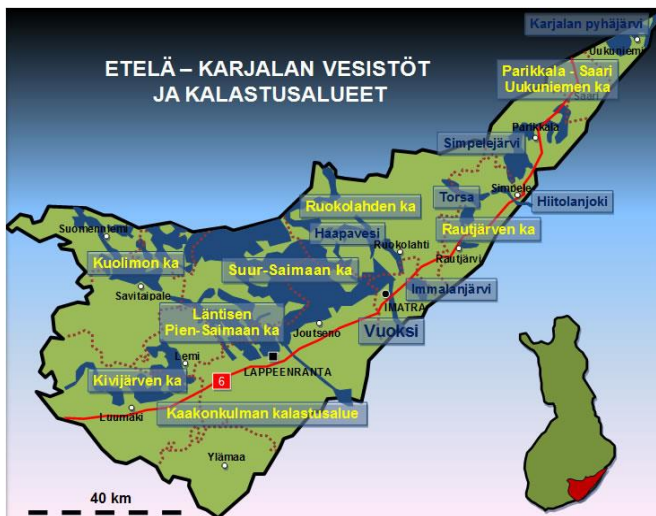 Karjalan pyhäjärvi
Uukuniemi
ETELÄ – KARJALAN VESISTÖT
JA KALASTUSALUEET
Parikkala - Saari
Uukuniemen ka
Saari
Parikkala
Simpelejärvi
Simpele
Torsa
Hiitolanjoki
Ruokolahden ka
Haapavesi
Ruokolahti
Rautjärven ka
Rautjärvi
Suomenniemi
Kuolimon ka
Suur-Saimaan ka
Savitaipale
Immalanjärvi
IMATRA
Läntisen
Pien-Saimaan ka
Joutseno
Vuoksi
Lemi
LAPPEENRANTA
Kivijärven ka
6
Luumäki
Kaakonkulman kalastusalue
Ylämaa
40 km